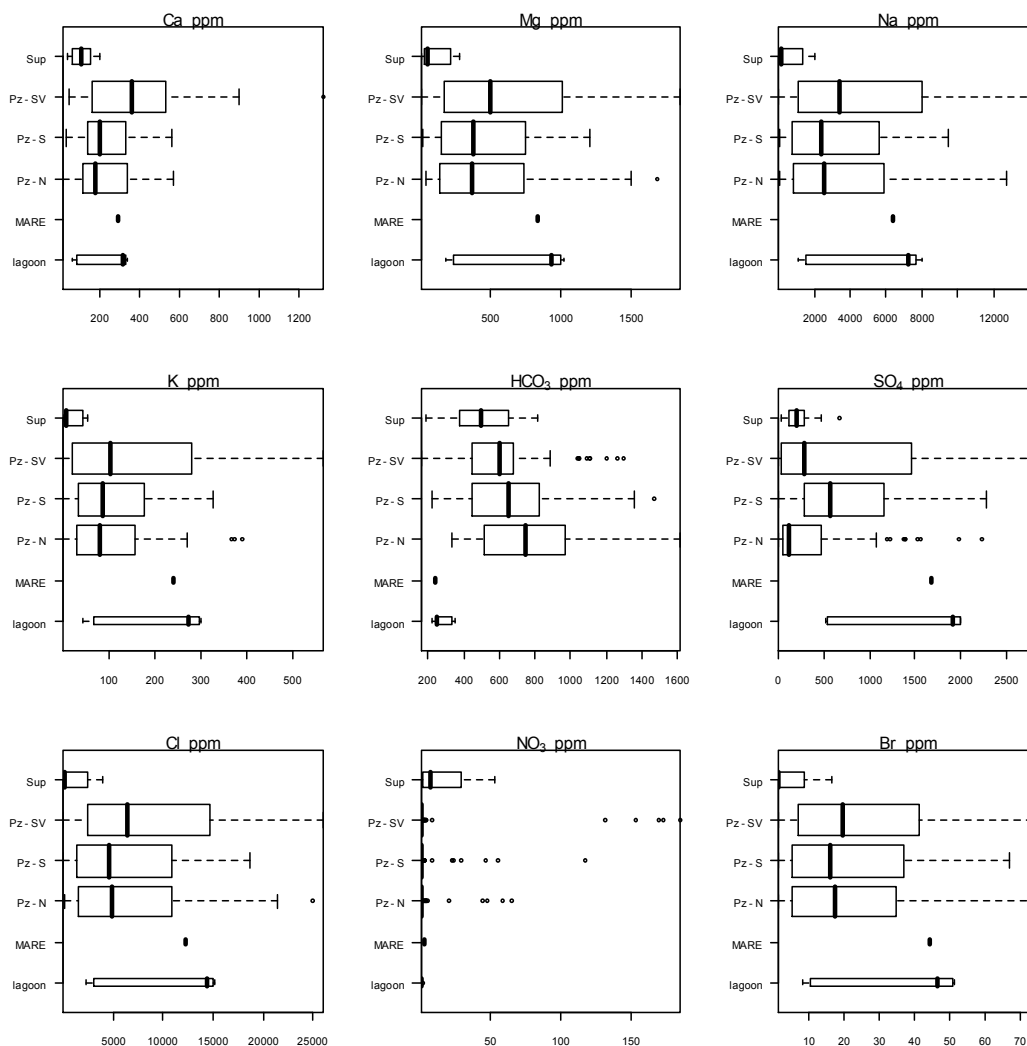 Ca ppm
Sup
Pz - SV
Pz - S
Pz - N
MARE
lagoon
200 400 600 800 1000 1200
Mg ppm
Sup
Pz - SV
Pz - S
Pz - N
MARE
lagoon
500 1000 1500
Na ppm
Sup
Pz - SV
Pz - S
Pz - N
MARE
lagoon
2000 4000 6000 8000 12000
K ppm
Sup
Pz - SV
Pz - S
Pz - N
MARE
lagoon
100 200 300 400 500
HCO₃ ppm
Sup
Pz - SV
Pz - S
Pz - N
MARE
lagoon
200 400 600 800 1000 1200 1400 1600
SO₄ ppm
Sup
Pz - SV
Pz - S
Pz - N
MARE
lagoon
0 500 1000 1500 2000 2500
Cl ppm
Sup
Pz - SV
Pz - S
Pz - N
MARE
lagoon
5000 10000 15000 20000 25000
NO₃ ppm
Sup
Pz - SV
Pz - S
Pz - N
MARE
lagoon
50 100 150
Br ppm
Sup
Pz - SV
Pz - S
Pz - N
MARE
lagoon
10 20 30 40 50 60 70